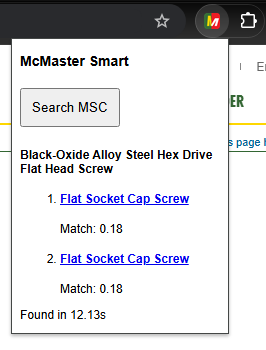 M
McMaster Smart
Er
DER
Search MSC
s page h
Black-Oxide Alloy Steel Hex Drive
Flat Head Screw
1. Flat Socket Cap Screw
Match: 0.18
2. Flat Socket Cap Screw
Match: 0.18
Found in 12.13s